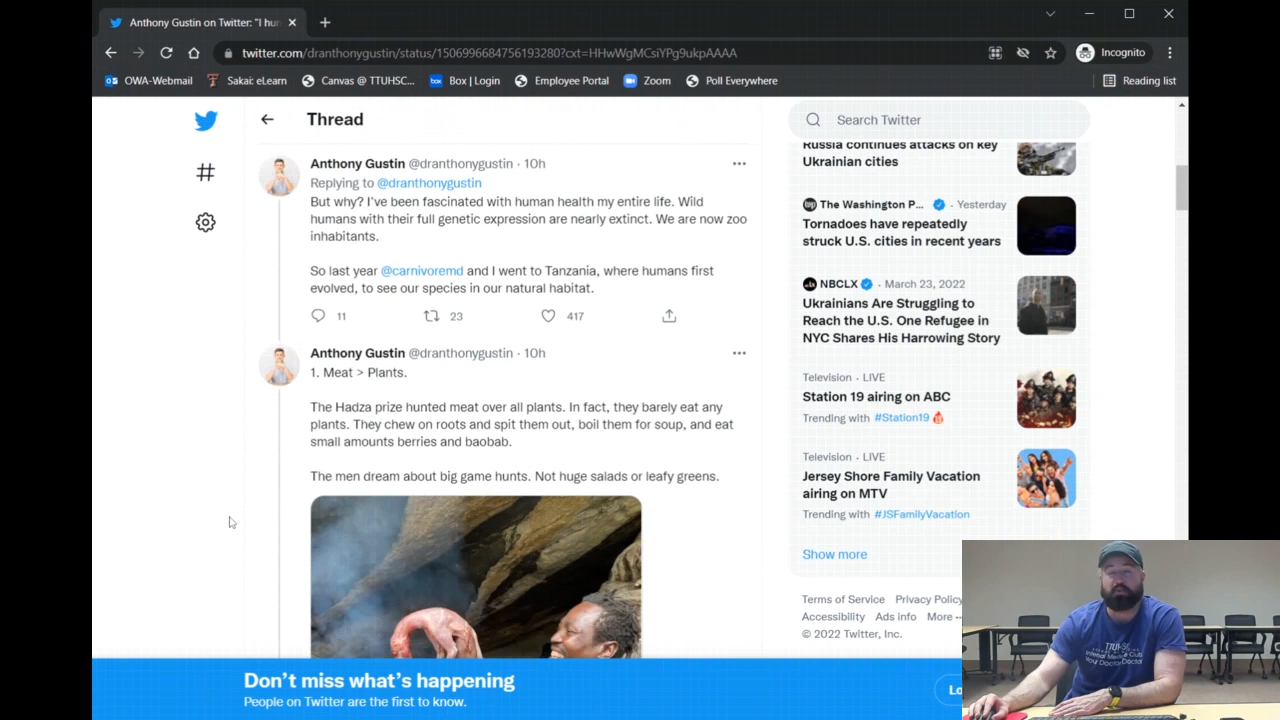 Anthony Gustin on Twitter: "I hun
twitter.com/dranthonygustin/status/1506996684756193280?cxt=HHwWgMCsiYPg9ukpAAAA
Incognito
OWA-Webmail
Sakai: eLearn
Canvas @ TTUHSC...
box
Box | Login
Employee Portal
Zoom
Poll Everywhere
Reading list
Thread
Anthony Gustin @dranthonygustin · 10h
Replying to @dranthonygustin
But why? I've been fascinated with human health my entire life. Wild
humans with their full genetic expression are nearly extinct. We are now zoo
inhabitants.
So last year @carnivoremd and I went to Tanzania, where humans first
evolved, to see our species in our natural habitat.
11
23
417
Anthony Gustin @dranthonygustin · 10h
1. Meat > Plants.
The Hadza prize hunted meat over all plants. In fact, they barely eat any
plants. They chew on roots and spit them out, boil them for soup, and eat
small amounts berries and baobab.
The men dream about big game hunts. Not huge salads or leafy greens.
Search Twitter
Russia continues attacks on key
Ukrainian cities
The Washington P... · Yesterday
Tornadoes have repeatedly
struck U.S. cities in recent years
NBCLX · March 23, 2022
Ukrainians Are Struggling to
Reach the U.S. One Refugee in
NYC Shares His Harrowing Story
Television · LIVE
Station 19 airing on ABC
Trending with #Station19
Television · LIVE
Jersey Shore Family Vacation
airing on MTV
Trending with #JSFamilyVacation
Show more
Terms of Service Privacy Policy
Accessibility Ads info More ···
© 2022 Twitter, Inc.
Don't miss what's happening
People on Twitter are the first to know.
Lo
Club